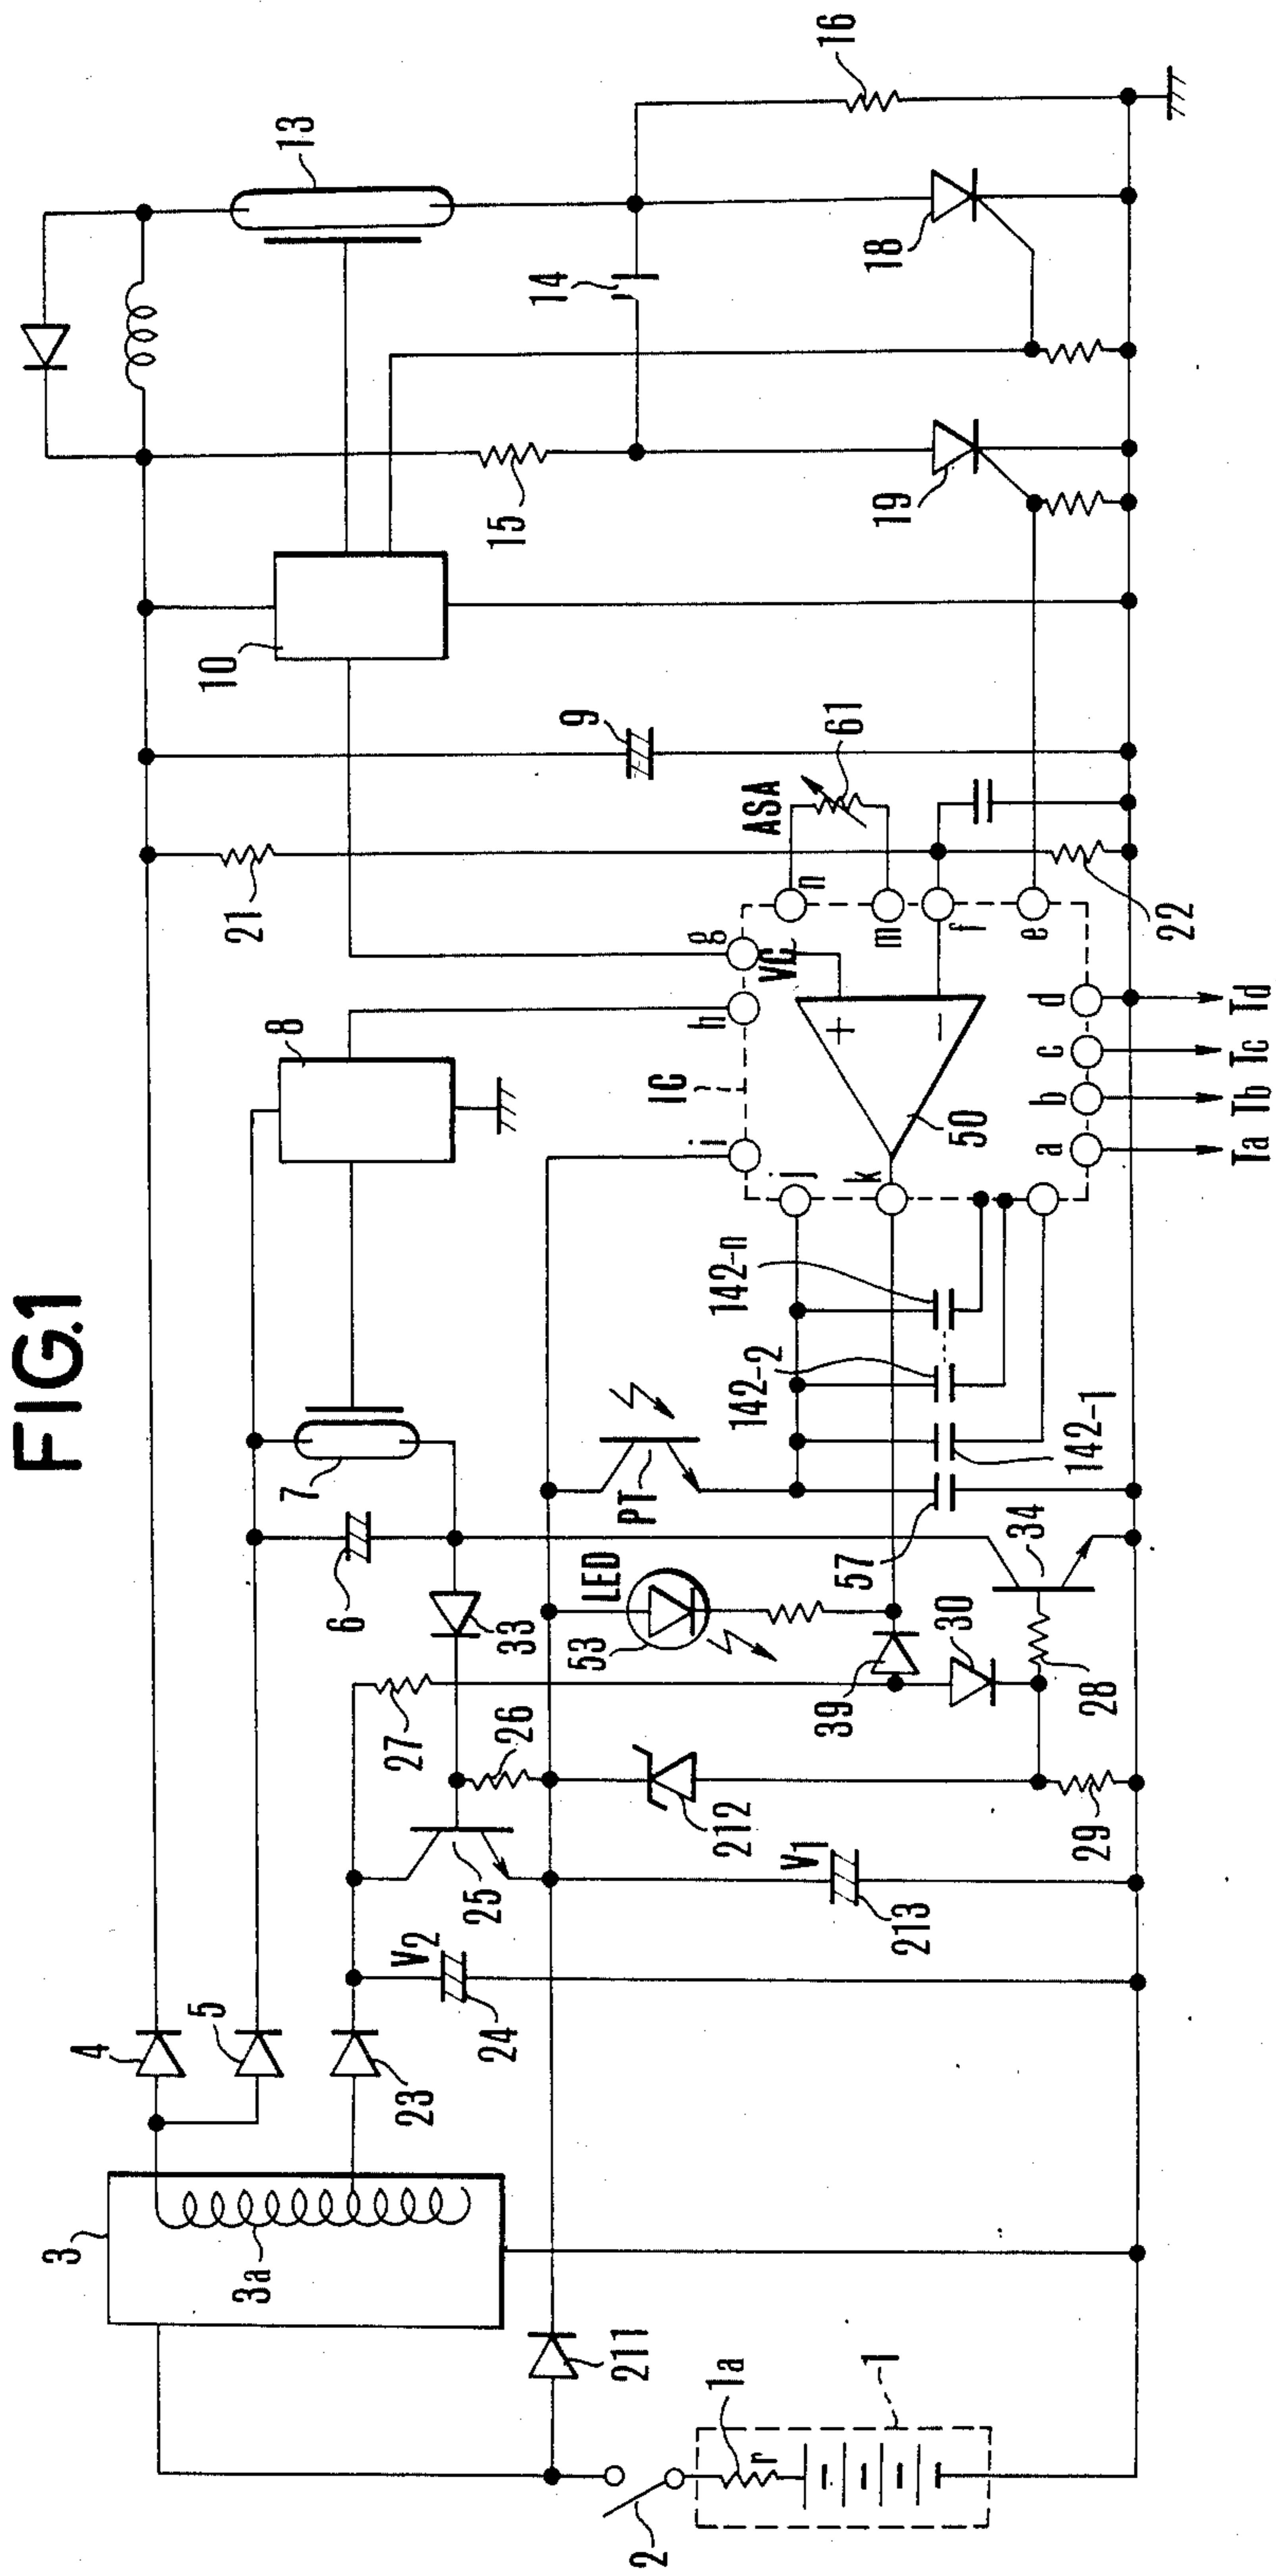 FIG.1
3
3a
4
5
23
V2
24
25
26
27
33
6
7
8
h
g
21
10
9
15
14
13
16
18
19
211
2
1a
r
1
V1
213
212
29
28
30
39
34
53
LED
PT
57
142-1
142-2
142-n
i
j
k
IC
VC
+
−
50
n
m
f
e
ASA
61
22
a
b
c
d
Ta
Tb
Tc
Td